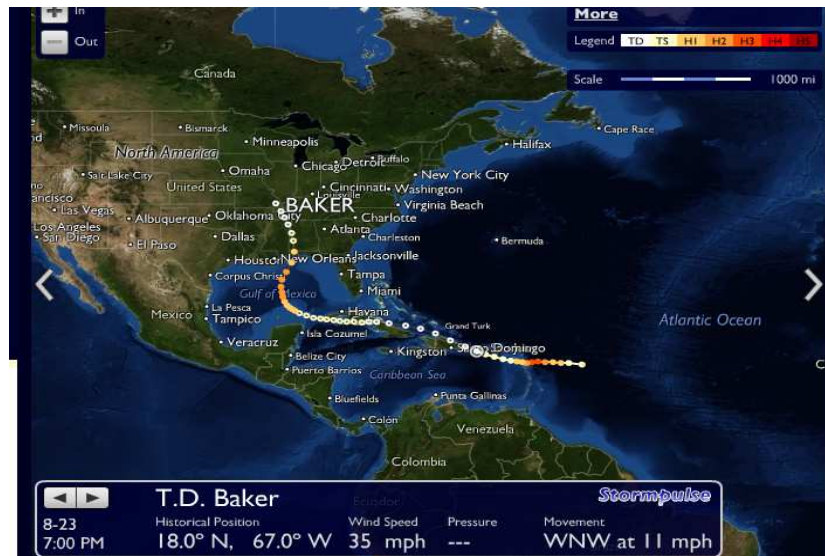 In
Out
More
Legend TD TS H1 H2 H3 H4 H5
Scale 1000 mi
Canada
Missoula
Bismarck
Minneapolis
Halifax
Cape Race
North America
Salt Lake City
Omaha
Chicago
Detroit
Buffalo
New York City
United States
Cincinnati
Washington
Louisville
ancisco
Las Vegas
Albuquerque
Oklahoma City
BAKER
Charlotte
Virginia Beach
Los Angeles
San Diego
El Paso
Dallas
Atlanta
Charleston
Bermuda
Houston
New Orleans
Jacksonville
Corpus Christi
Tampa
Gulf of Mexico
Miami
La Pesca
Mexico
Tampico
Havana
Grand Turk
Atlantic Ocean
Veracruz
Isla Cozumel
Belize City
Kingston
Domingo
Puerto Barrios
Caribbean Sea
Bluefields
Punta Gallinas
Colón
Venezuela
Colombia
Ecuador
T.D. Baker
Stormpulse
8-23
7:00 PM
Historical Position
18.0° N, 67.0° W
Wind Speed
35 mph
Pressure
---
Movement
WNW at 11 mph